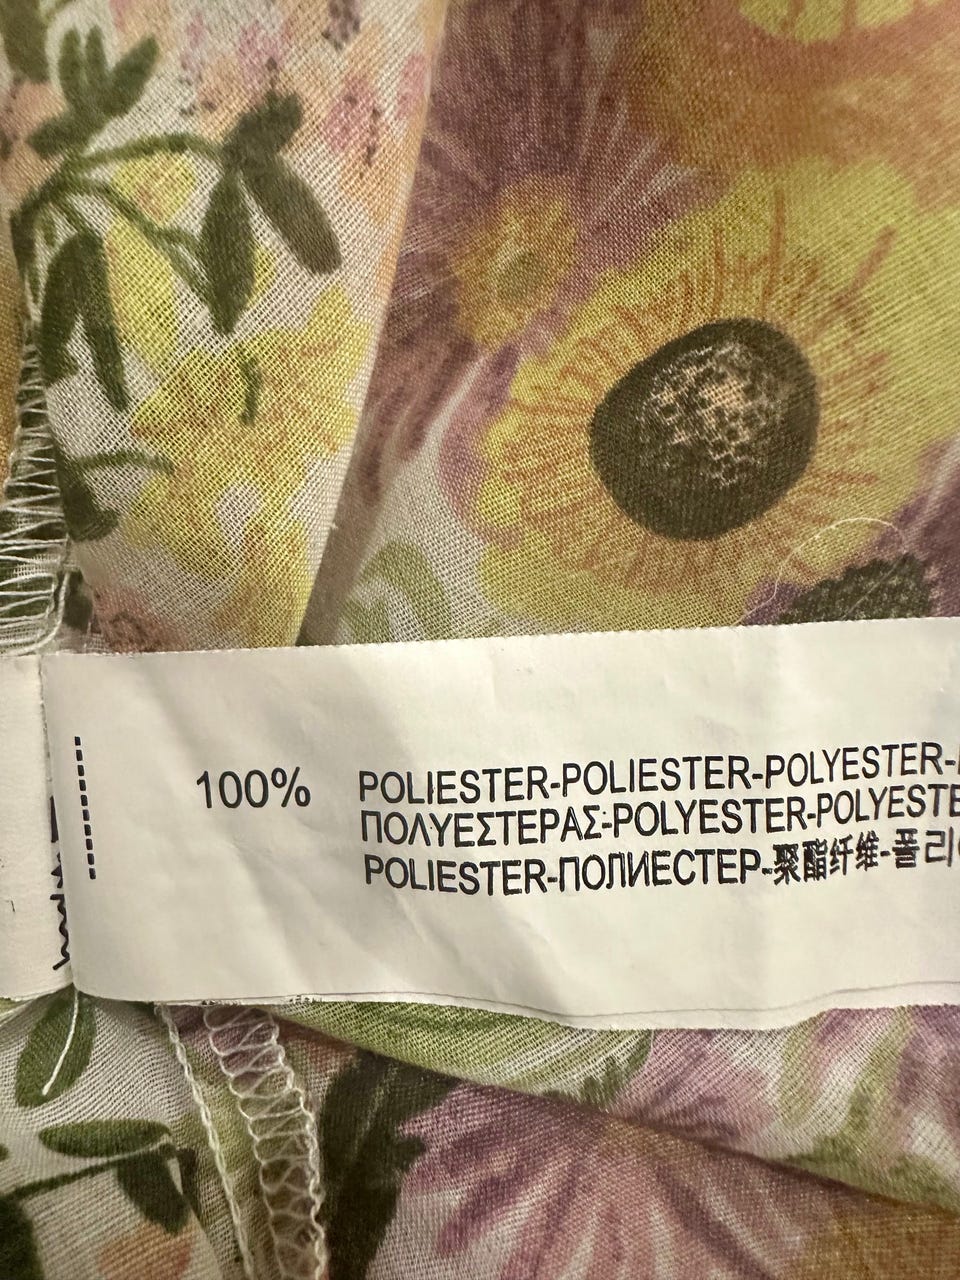 100% POLIESTER-POLIESTER-POLYESTER-
ΠΟΛΥΕΣΤΕΡΑΣ-POLYESTER-POLYESTE
POLIESTER-ПОЛИЕСТЕР-聚酯纤维-폴리